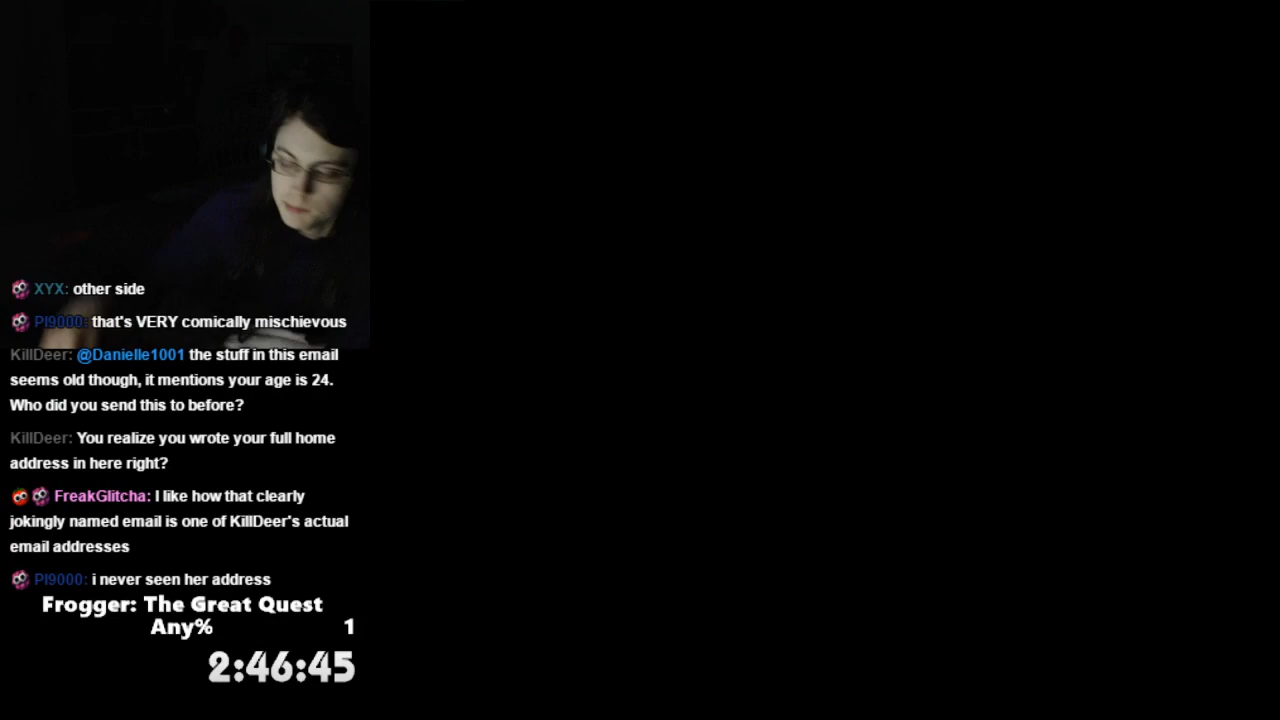 XYX: other side
PI9000: that's VERY comically mischievous
KillDeer: @Danielle1001 the stuff in this email
seems old though, it mentions your age is 24.
Who did you send this to before?
KillDeer: You realize you wrote your full home
address in here right?
FreakGlitcha: I like how that clearly
jokingly named email is one of KillDeer's actual
email addresses
PI9000: i never seen her address
Frogger: The Great Quest
Any% 1
2:46:45